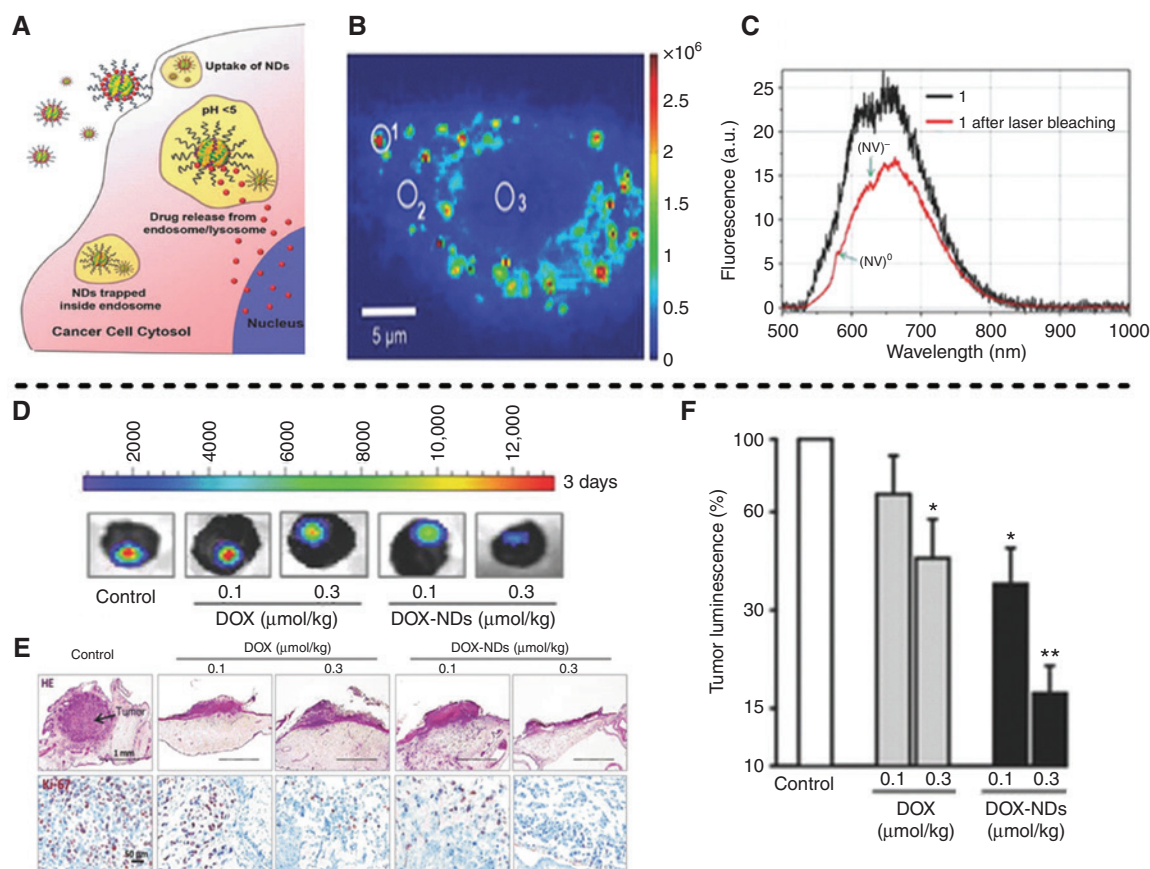 A
Uptake of NDs
pH <5
Drug release from
endosome/lysosome
NDs trapped
inside endosome
Cancer Cell Cytosol
Nucleus
B
×10⁶
2.5
2
1.5
1
0.5
0
1
2
3
5 μm
C
25
20
15
10
5
0
Fluorescence (a.u.)
1
1 after laser bleaching
(NV)⁻
(NV)⁰
500
600
700
800
900
1000
Wavelength (nm)
D
2000
4000
6000
8000
10,000
12,000
3 days
Control
0.1
0.3
DOX (μmol/kg)
0.1
0.3
DOX-NDs (μmol/kg)
E
Control
DOX (μmol/kg)
0.1
0.3
DOX-NDs (μmol/kg)
0.1
0.3
HE
Tumor
1 mm
Ki-67
50 μm
F
100
60
30
15
10
Tumor luminescence (%)
*
*
**
Control
0.1
0.3
DOX
(μmol/kg)
0.1
0.3
DOX-NDs
(μmol/kg)